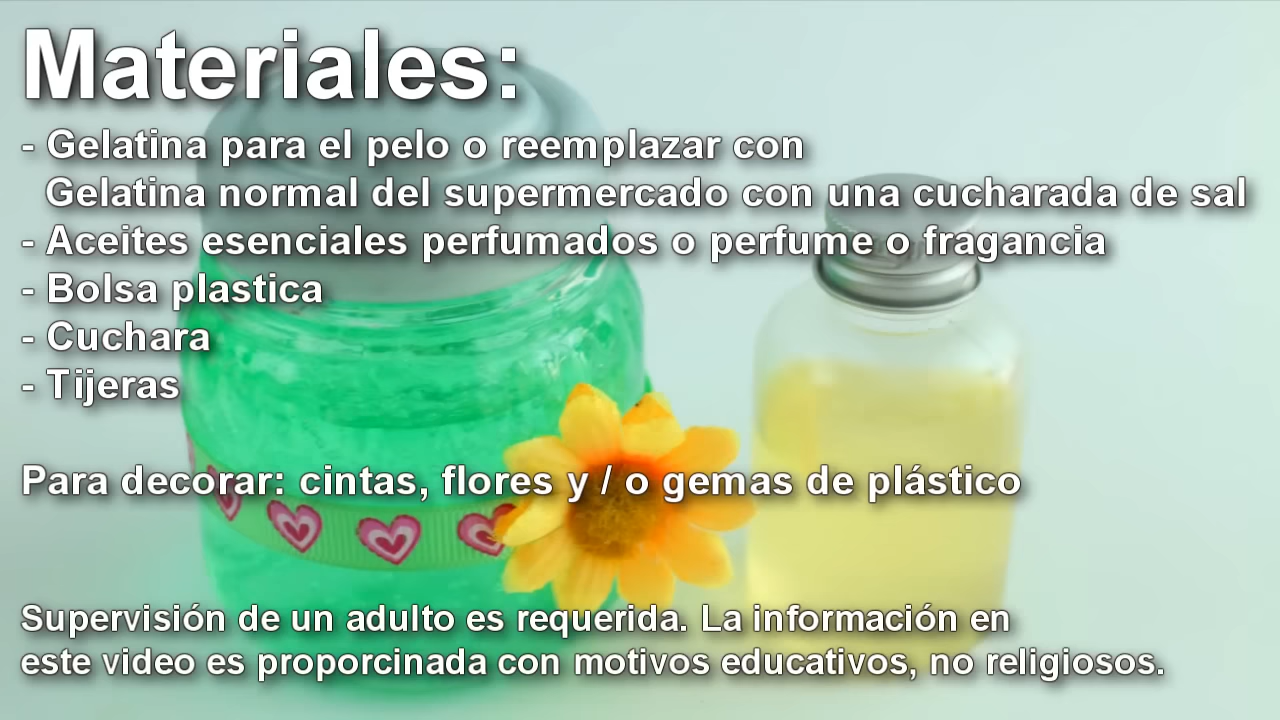 Materiales:
- Gelatina para el pelo o reemplazar con
Gelatina normal del supermercado con una cucharada de sal
- Aceites esenciales perfumados o perfume o fragancia
- Bolsa plastica
- Cuchara
- Tijeras
Para decorar: cintas, flores y / o gemas de plástico
Supervisión de un adulto es requerida. La información en
este video es proporcinada con motivos educativos, no religiosos.